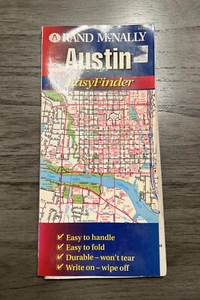 RAND McNALLY
Austin
EasyFinder
✔ Easy to handle
✔ Easy to fold
✔ Durable – won't tear
✔ Write on – wipe off